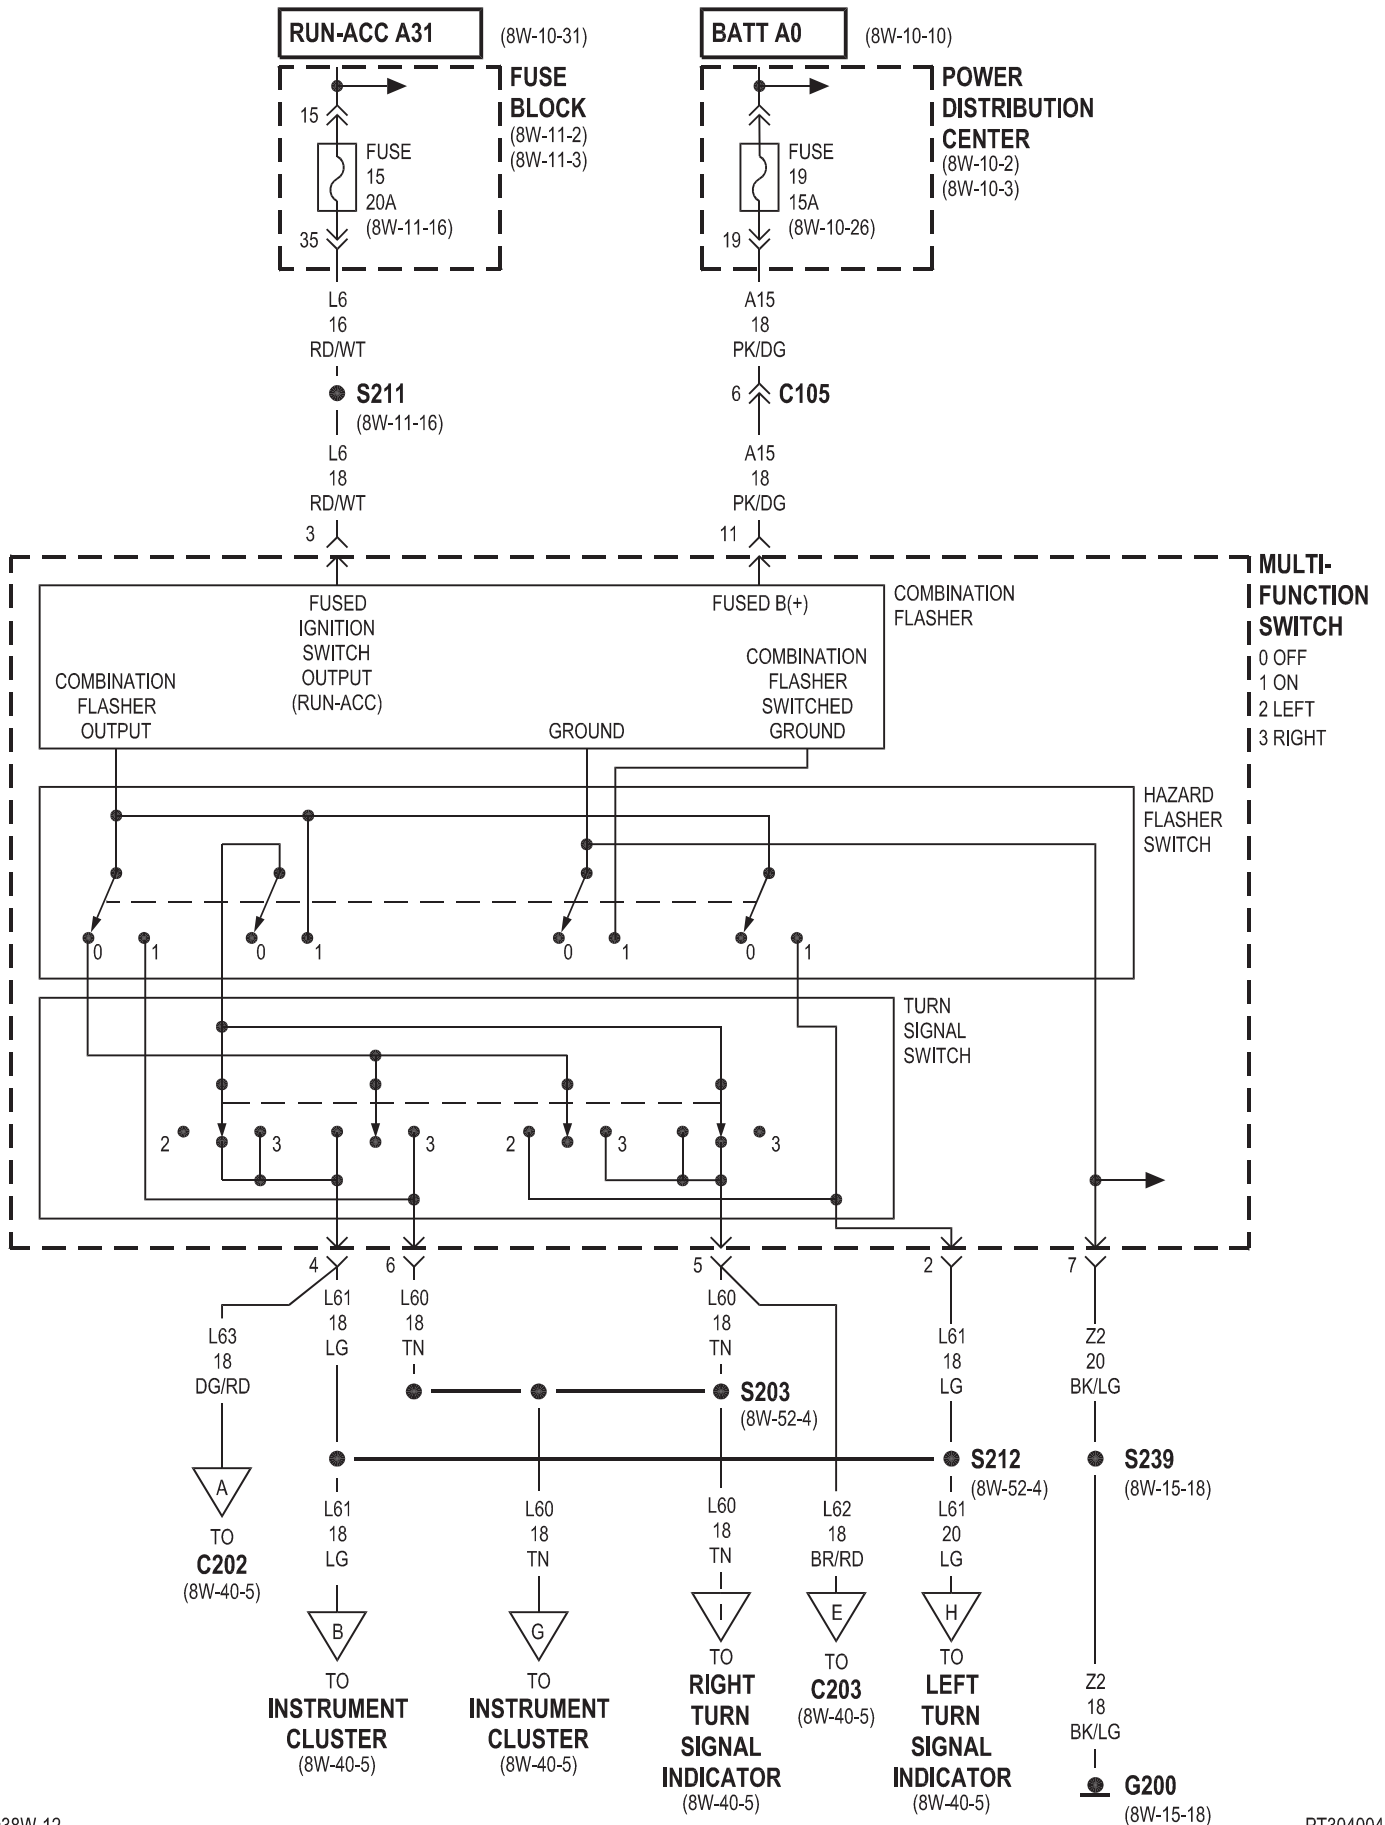 RUN-ACC A31 (8W-10-31)
BATT A0 (8W-10-10)
FUSE
BLOCK
(8W-11-2)
(8W-11-3)
15
FUSE
15
20A
(8W-11-16)
35
POWER
DISTRIBUTION
CENTER
(8W-10-2)
(8W-10-3)
FUSE
19
15A
(8W-10-26)
19
L6
16
RD/WT
S211
(8W-11-16)
L6
18
RD/WT
3
A15
18
PK/DG
6 C105
A15
18
PK/DG
11
MULTI-
FUNCTION
SWITCH
0 OFF
1 ON
2 LEFT
3 RIGHT
COMBINATION
FLASHER
FUSED
IGNITION
SWITCH
OUTPUT
(RUN-ACC)
FUSED B(+)
COMBINATION
FLASHER
OUTPUT
GROUND
COMBINATION
FLASHER
SWITCHED
GROUND
HAZARD
FLASHER
SWITCH
0 1 0 1 0 1 0 1
TURN
SIGNAL
SWITCH
2 3 3 2 3 3
4 6 5 2 7
L63
18
DG/RD
L61
18
LG
L60
18
TN
L60
18
TN
L61
18
LG
Z2
20
BK/LG
S203
(8W-52-4)
S212
(8W-52-4)
S239
(8W-15-18)
A
TO
C202
(8W-40-5)
L61
18
LG
B
TO
INSTRUMENT
CLUSTER
(8W-40-5)
L60
18
TN
G
TO
INSTRUMENT
CLUSTER
(8W-40-5)
L60
18
TN
I
TO
RIGHT
TURN
SIGNAL
INDICATOR
(8W-40-5)
L62
18
BR/RD
E
TO
C203
(8W-40-5)
L61
20
LG
H
TO
LEFT
TURN
SIGNAL
INDICATOR
(8W-40-5)
Z2
18
BK/LG
G200
(8W-15-18)